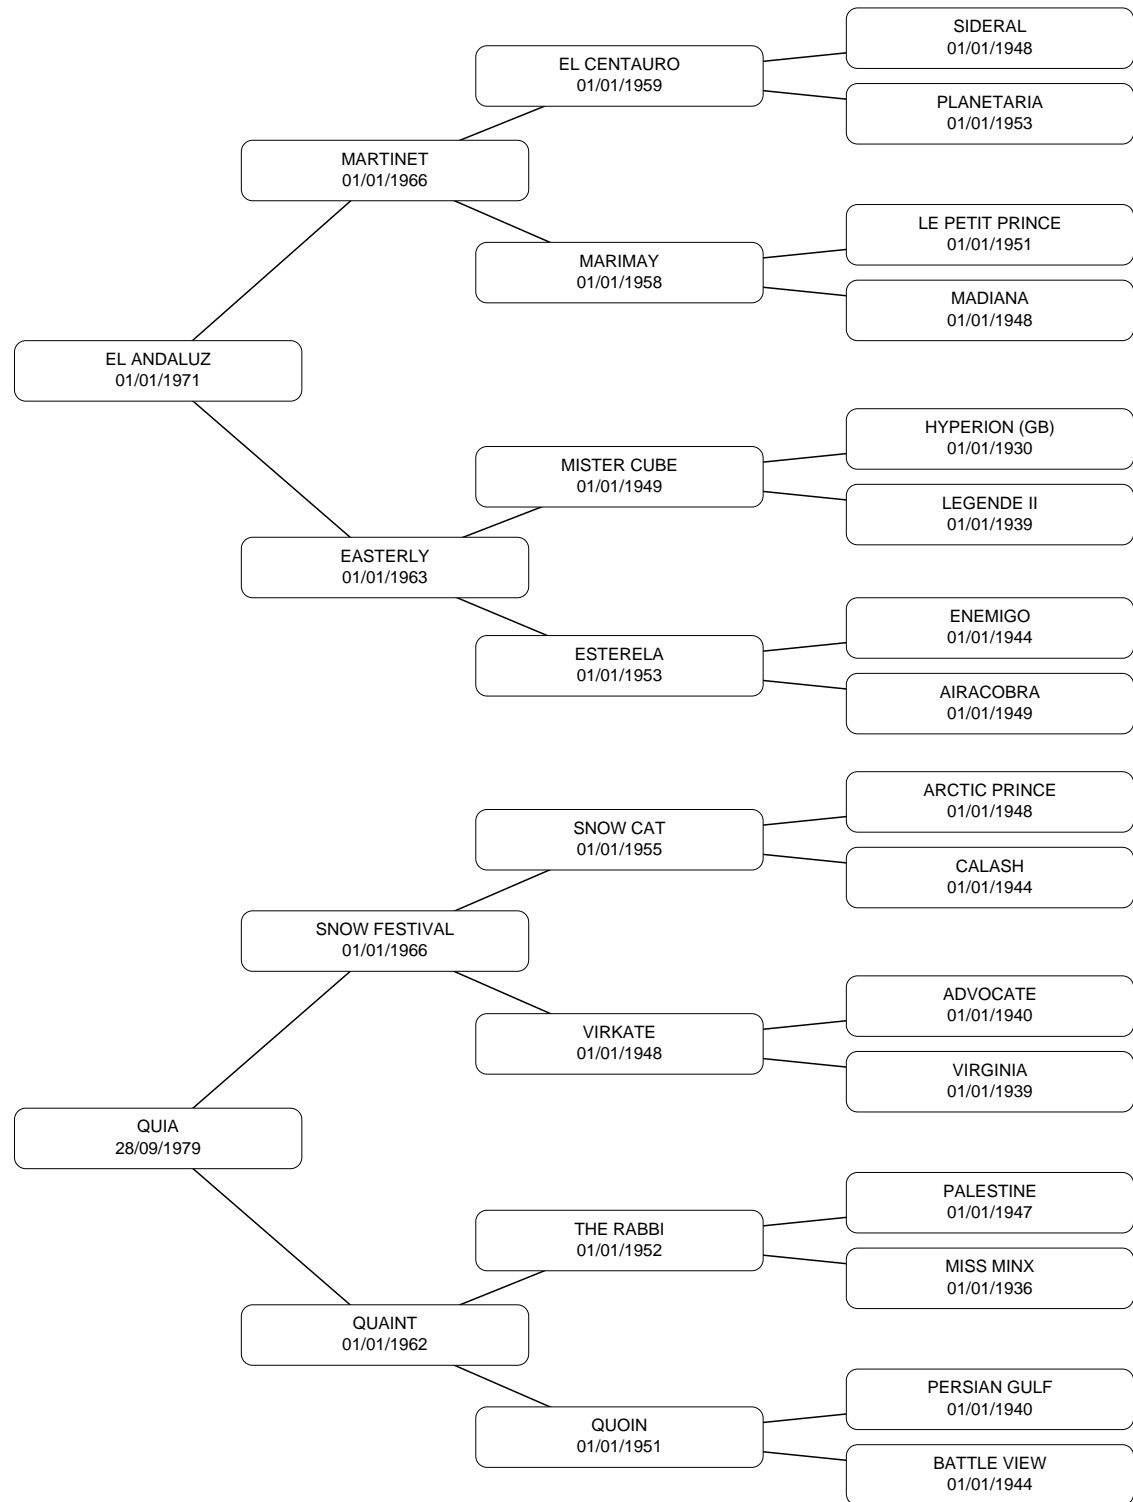 SIDERAL
01/01/1948
EL CENTAURO
01/01/1959
PLANETARIA
01/01/1953
MARTINET
01/01/1966
LE PETIT PRINCE
01/01/1951
MARIMAY
01/01/1958
MADIANA
01/01/1948
EL ANDALUZ
01/01/1971
HYPERION (GB)
01/01/1930
MISTER CUBE
01/01/1949
LEGENDE II
01/01/1939
EASTERLY
01/01/1963
ENEMIGO
01/01/1944
ESTERELA
01/01/1953
AIRACOBRA
01/01/1949
ARCTIC PRINCE
01/01/1948
SNOW CAT
01/01/1955
CALASH
01/01/1944
SNOW FESTIVAL
01/01/1966
ADVOCATE
01/01/1940
VIRKATE
01/01/1948
VIRGINIA
01/01/1939
QUIA
28/09/1979
PALESTINE
01/01/1947
THE RABBI
01/01/1952
MISS MINX
01/01/1936
QUAINT
01/01/1962
PERSIAN GULF
01/01/1940
QUOIN
01/01/1951
BATTLE VIEW
01/01/1944